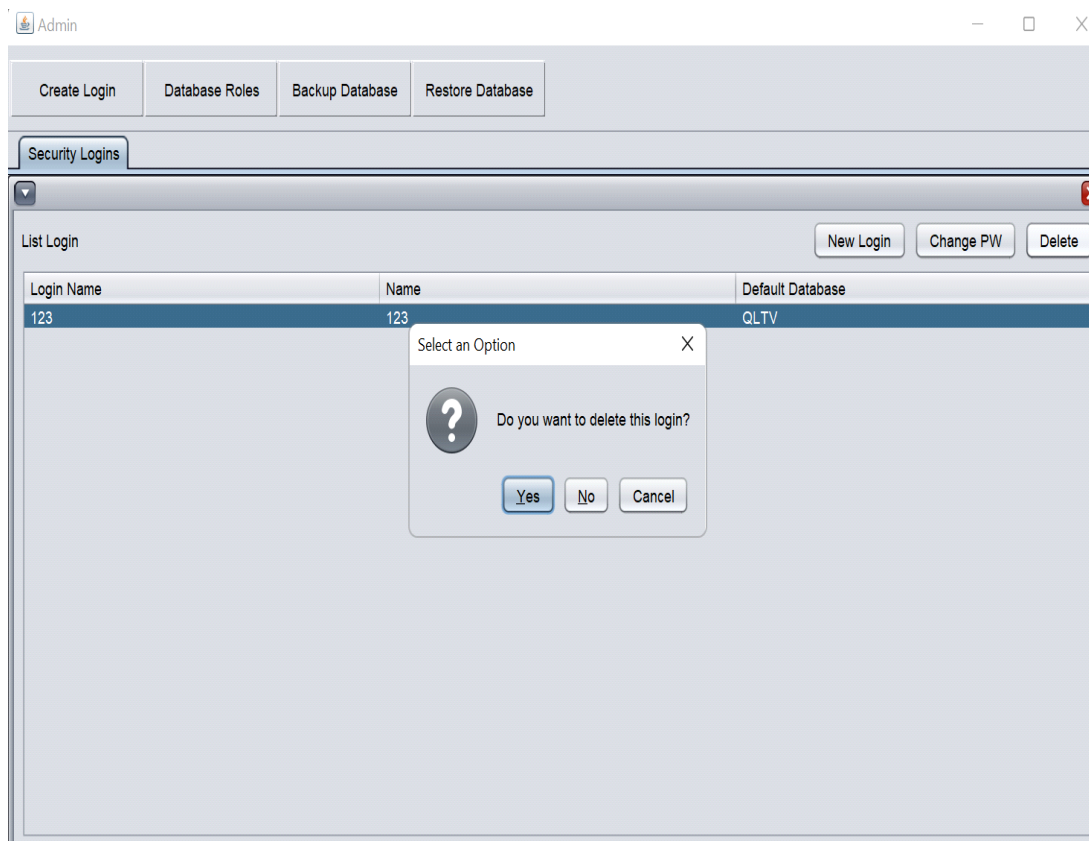 Admin
Create Login Database Roles Backup Database Restore Database
Security Logins
List Login New Login Change PW Delete
Login Name Name Default Database
123 123 QLTV
Select an Option
Do you want to delete this login?
Yes No Cancel